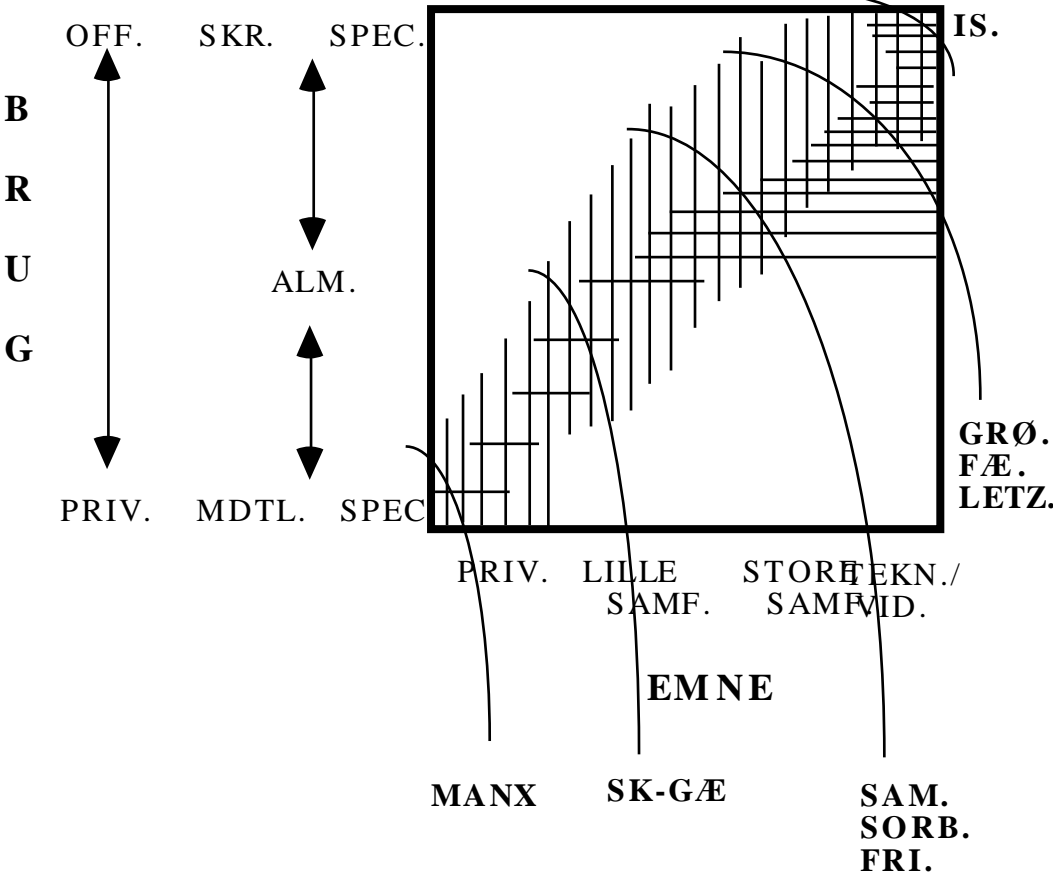 OFF. SKR. SPEC.
IS.
B
R
U
G
ALM.
GRØ.
FÆ.
LETZ.
PRIV. MDTL. SPEC
PRIV. LILLE STORE TEKN./
SAMF. SAMF. VID.
EMNE
MANX SK-GÆ SAM.
SORB.
FRI.